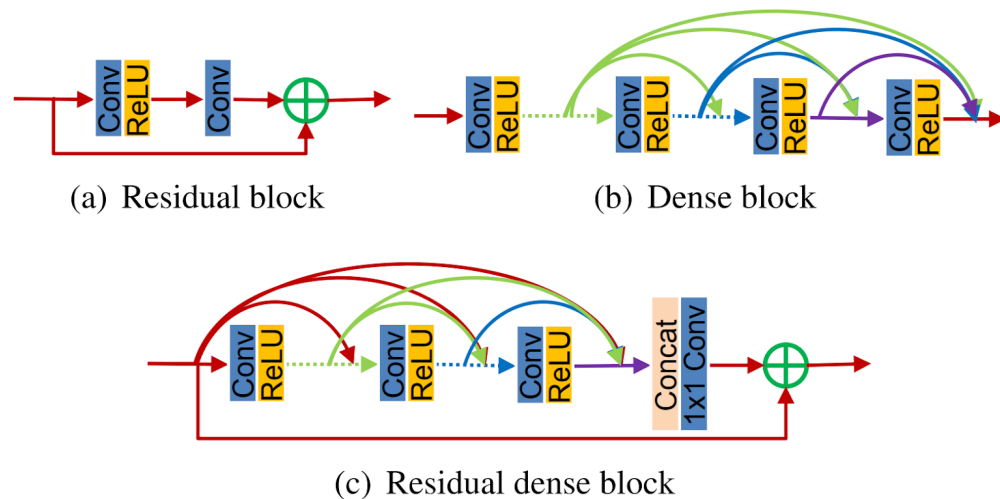 Conv
ReLU
Conv
(a) Residual block
Conv
ReLU
Conv
ReLU
Conv
ReLU
Conv
ReLU
(b) Dense block
Conv
ReLU
Conv
ReLU
Conv
ReLU
Concat
1x1 Conv
(c) Residual dense block